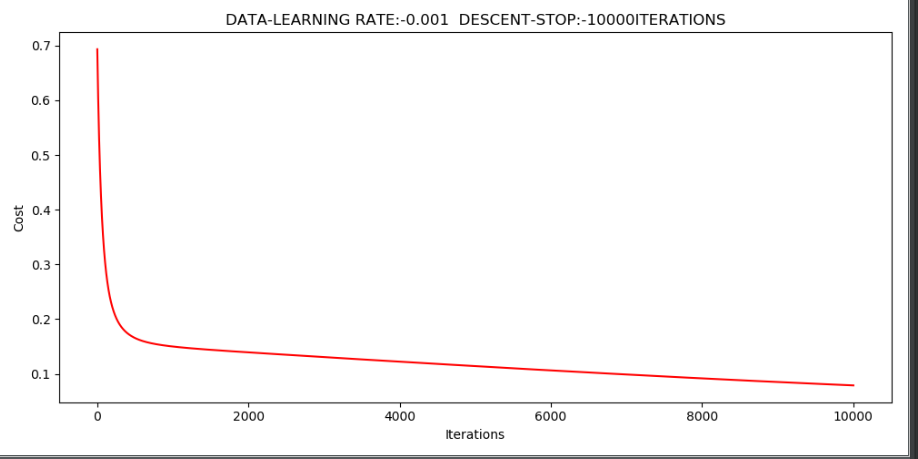 DATA-LEARNING RATE:-0.001  DESCENT-STOP:-10000ITERATIONS
0.7
0.6
0.5
0.4
0.3
0.2
0.1
Cost
0 2000 4000 6000 8000 10000
Iterations